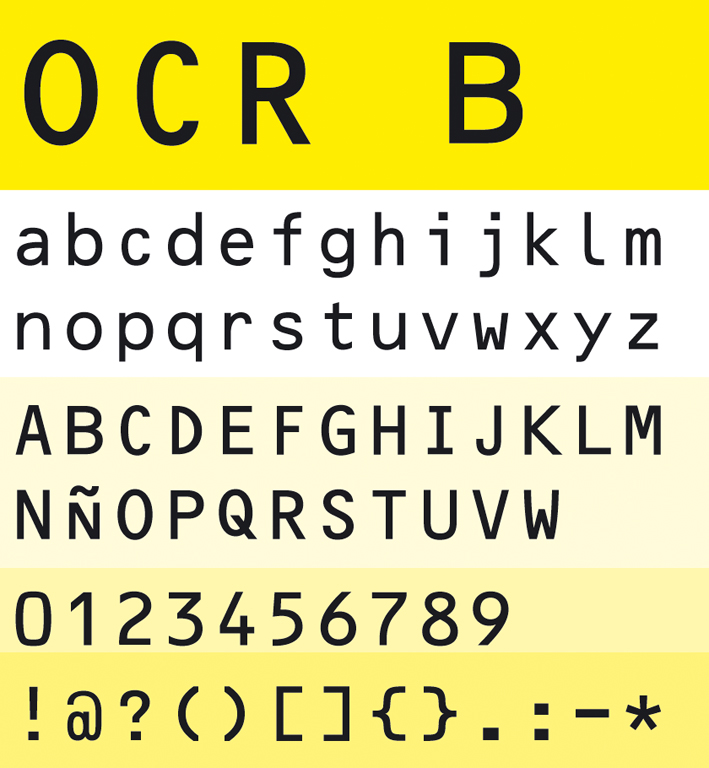 OCR B
abcdefghijklm
nopqrstuvwxyz
ABCDEFGHIJKLM
NÑOPQRSTUVW
0123456789
!@?()[]{}.:-*